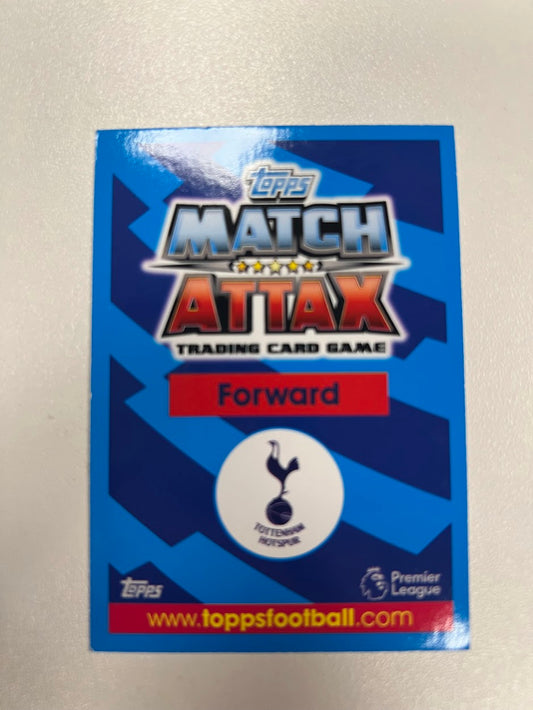 topps
MATCH
ATTAX
TRADING CARD GAME
Forward
TOTTENHAM
HOTSPUR
topps
Premier
League
www.toppsfootball.com